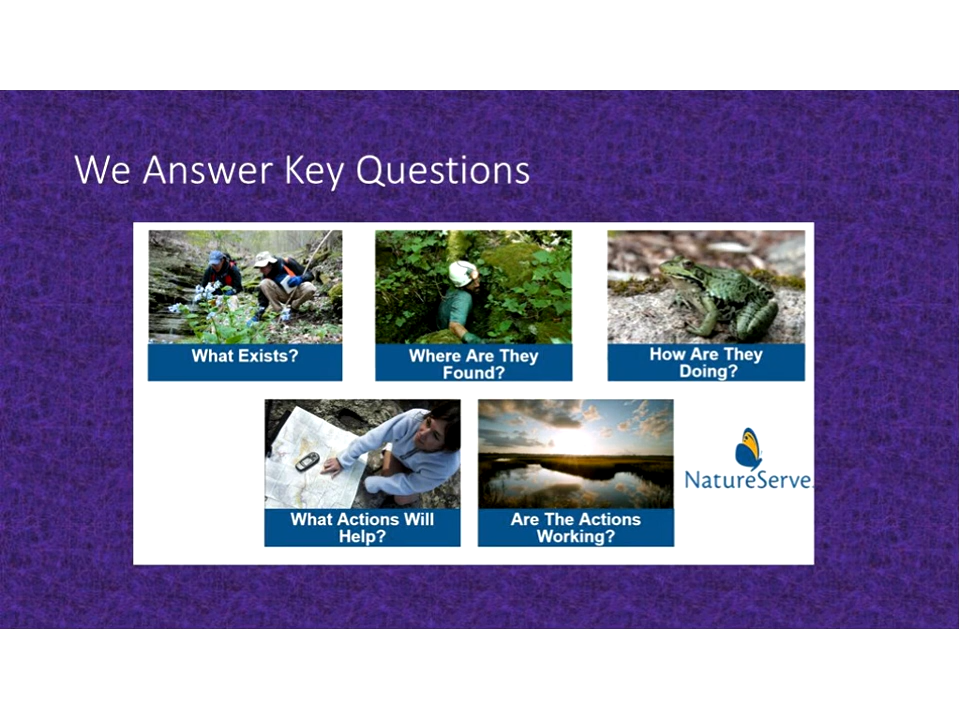 We Answer Key Questions
What Exists?
Where Are They
Found?
How Are They
Doing?
What Actions Will
Help?
Are The Actions
Working?
NatureServe